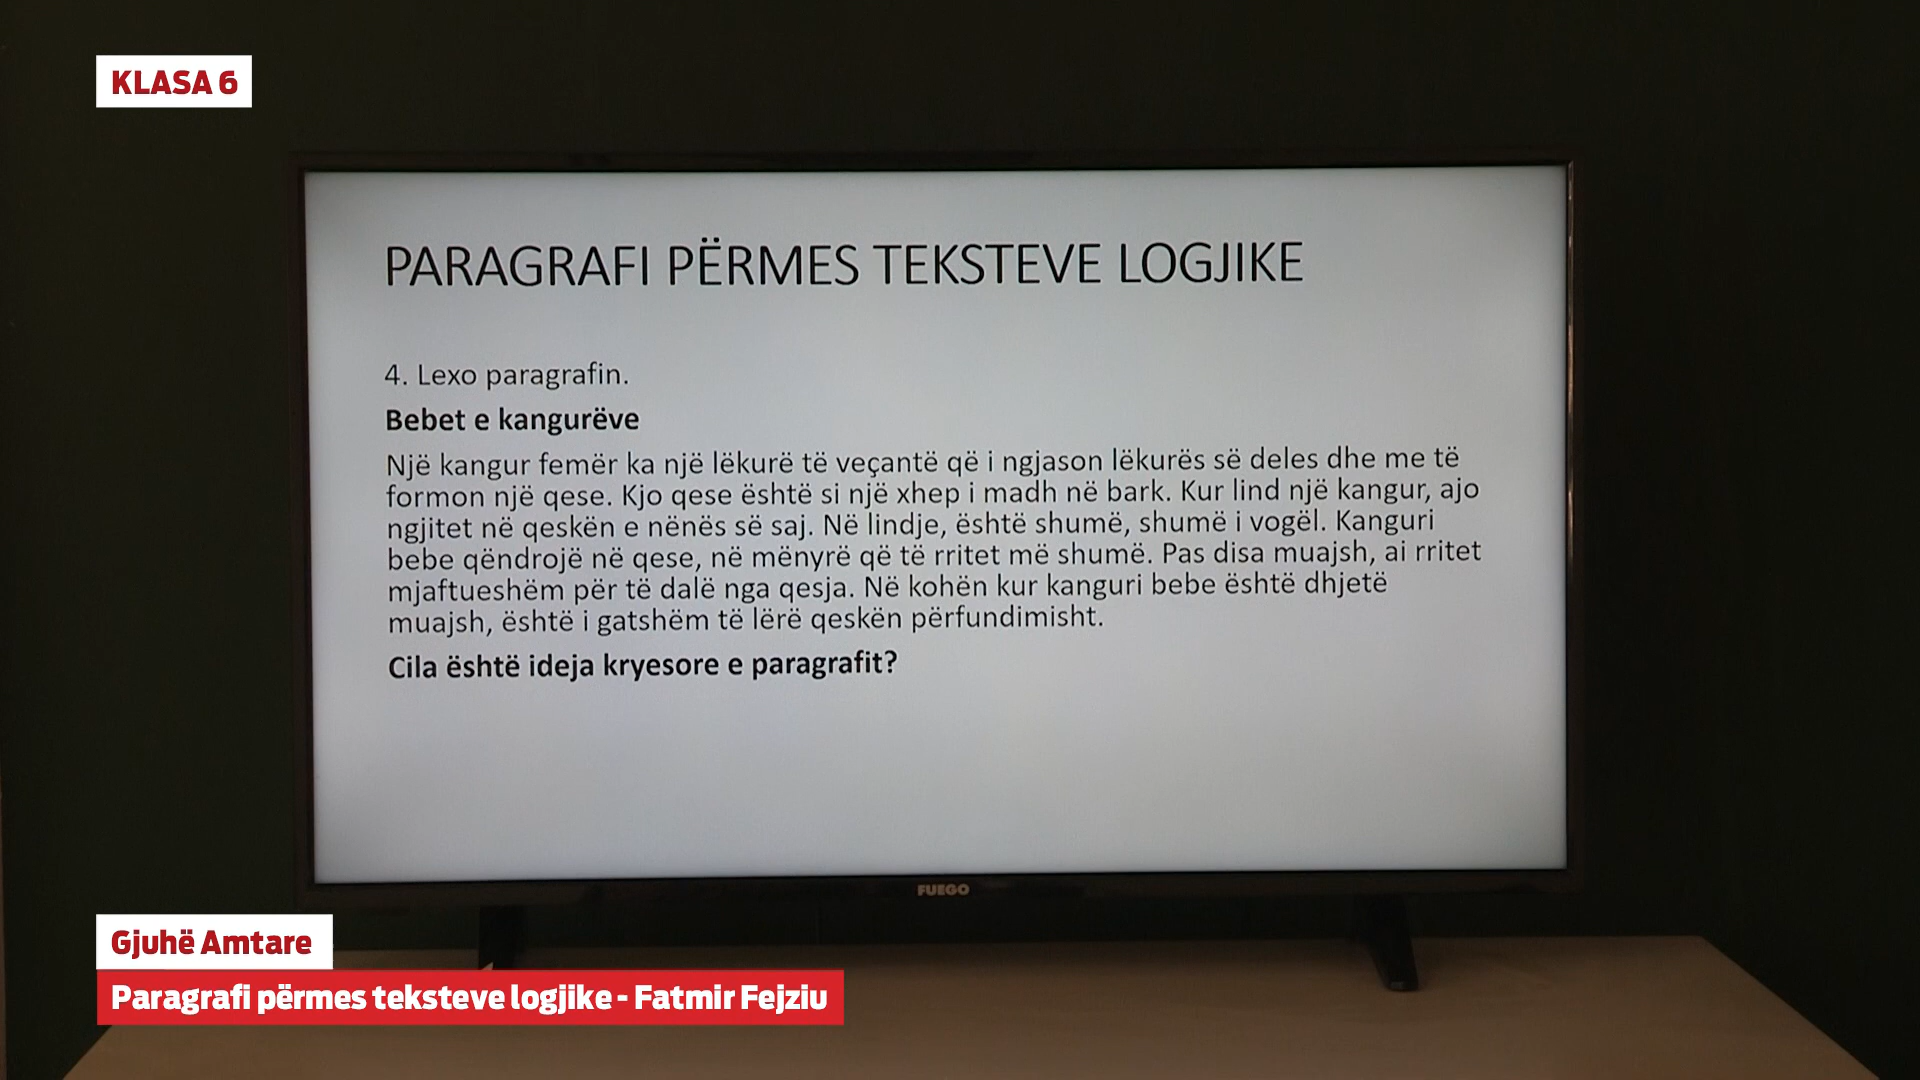 KLASA 6
PARAGRAFI PËRMES TEKSTEVE LOGJIKE
4. Lexo paragrafin.
Bebet e kangurëve
Një kangur femër ka një lëkurë të veçantë që i ngjason lëkurës së deles dhe me të
formon një qese. Kjo qese është si një xhep i madh në bark. Kur lind një kangur, ajo
ngjitet në qeskën e nënës së saj. Në lindje, është shumë, shumë i vogël. Kanguri
bebe qëndrojë në qese, në mënyrë që të rritet më shumë. Pas disa muajsh, ai rritet
mjaftueshëm për të dalë nga qesja. Në kohën kur kanguri bebe është dhjetë
muajsh, është i gatshëm të lërë qeskën përfundimisht.
Cila është ideja kryesore e paragrafit?
FUEGO
Gjuhë Amtare
Paragrafi përmes teksteve logjike - Fatmir Fejziu